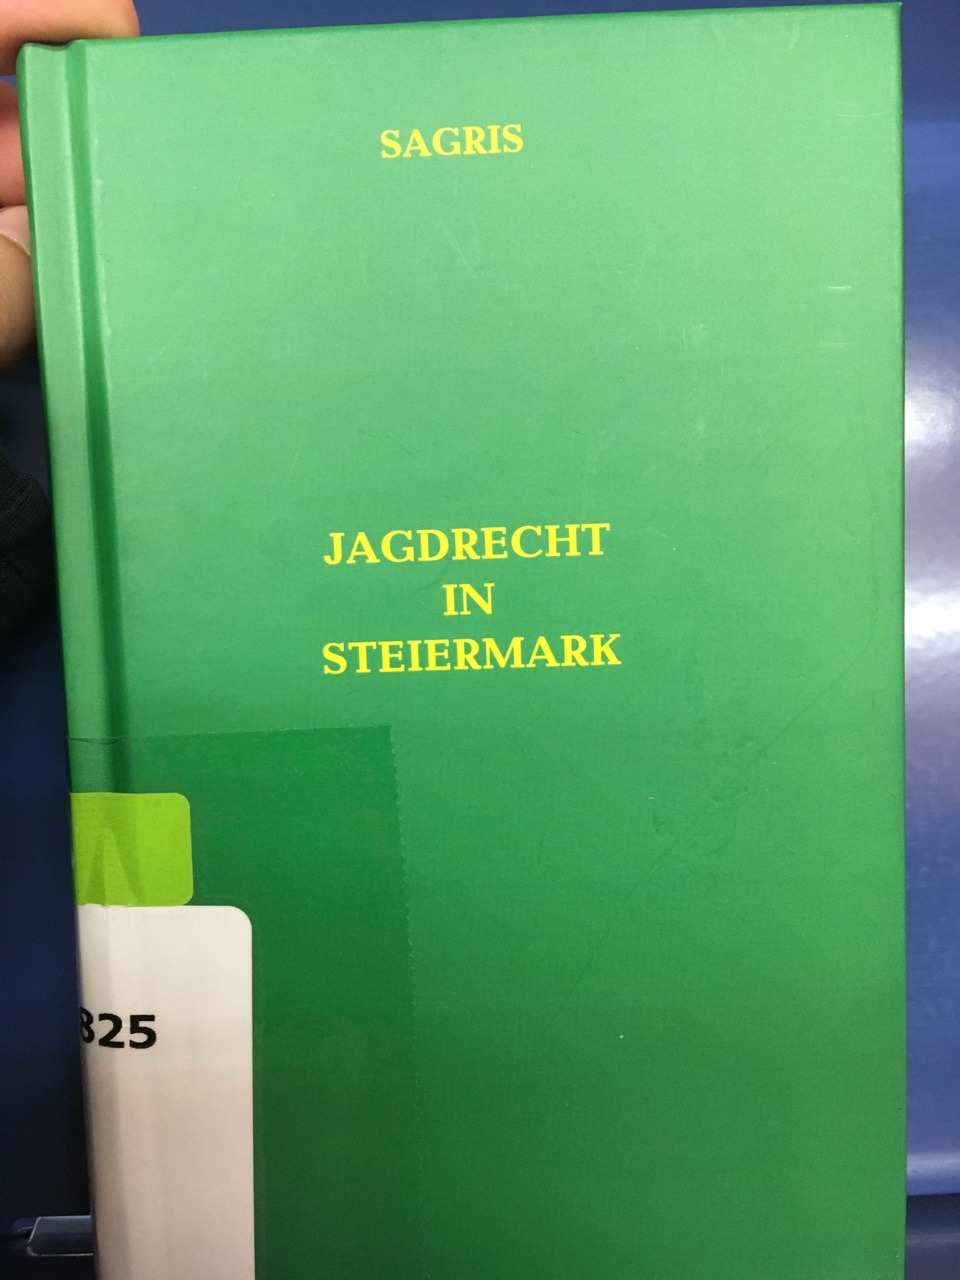 SAGRIS
JAGDRECHT
IN
STEIERMARK
825